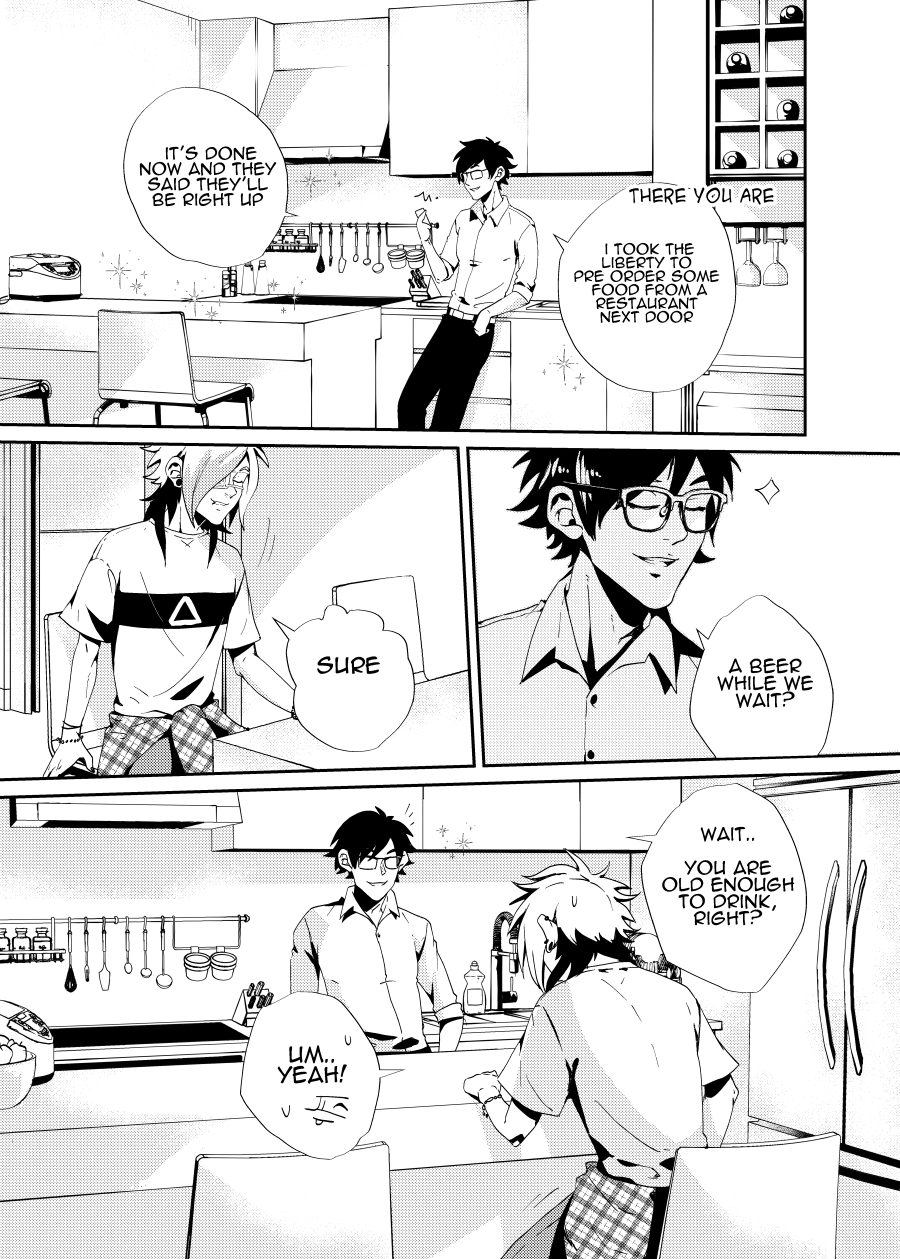 THERE YOU ARE
I TOOK THE
LIBERTY TO
PRE ORDER SOME
FOOD FROM A
RESTAURANT
NEXT DOOR
IT'S DONE
NOW AND THEY
SAID THEY'LL
BE RIGHT UP
A BEER
WHILE WE
WAIT?
SURE
WAIT..
YOU ARE
OLD ENOUGH
TO DRINK,
RIGHT?
UM..
YEAH!